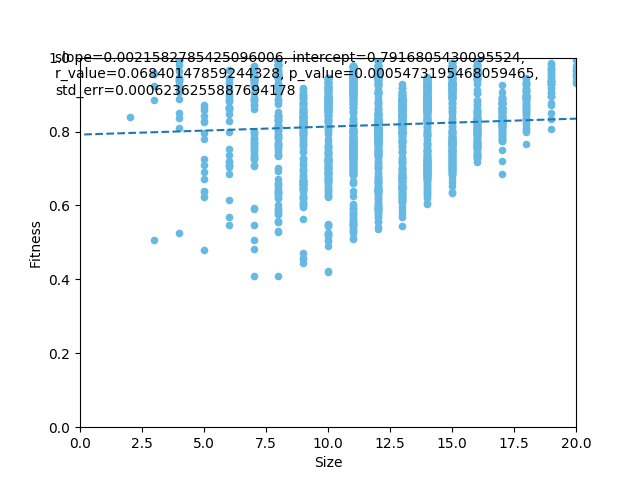 slope=0.0021582785425096006, intercept=0.7916805430095524,
r_value=0.06840147859244328, p_value=0.0005473195468059465,
std_err=0.0006236255887694178
1.0
0.8
0.6
0.4
0.2
0.0
Fitness
0.0 2.5 5.0 7.5 10.0 12.5 15.0 17.5 20.0
Size